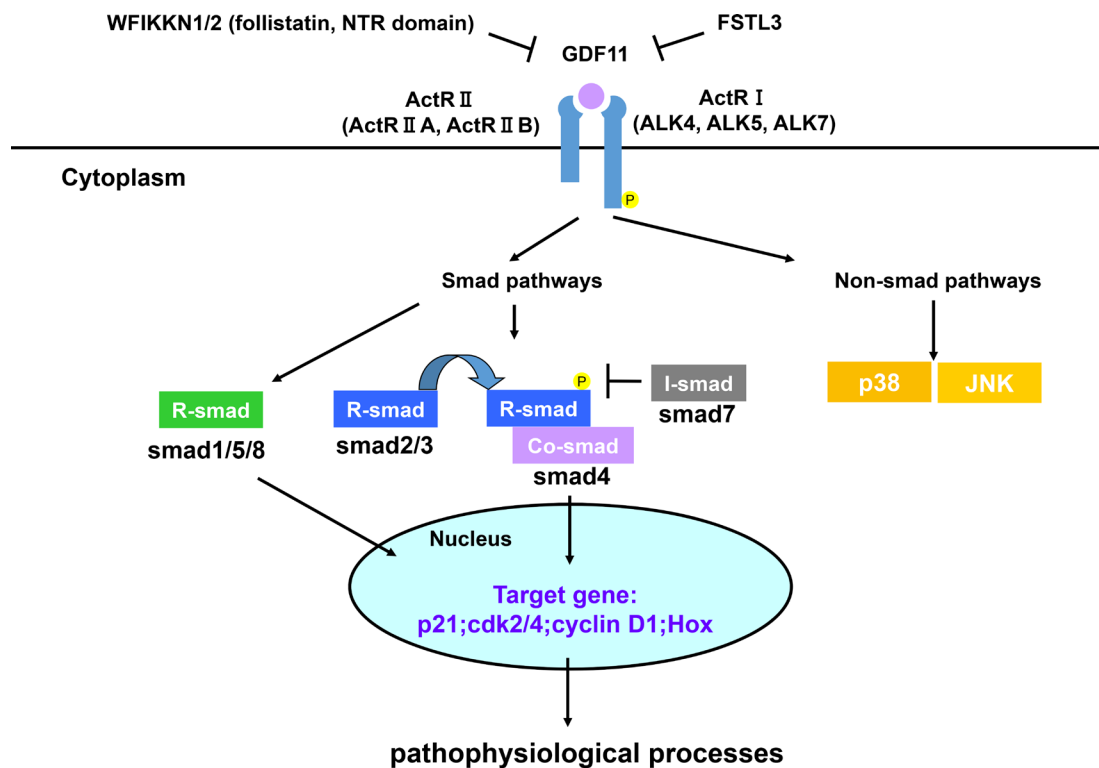 WFIKKN1/2 (follistatin, NTR domain)
FSTL3
GDF11
ActR Ⅱ
(ActR Ⅱ A, ActR Ⅱ B)
ActR Ⅰ
(ALK4, ALK5, ALK7)
Cytoplasm
P
Smad pathways
Non-smad pathways
p38
JNK
P
R-smad
smad1/5/8
R-smad
smad2/3
R-smad
Co-smad
smad4
I-smad
smad7
Nucleus
Target gene:
p21;cdk2/4;cyclin D1;Hox
pathophysiological processes